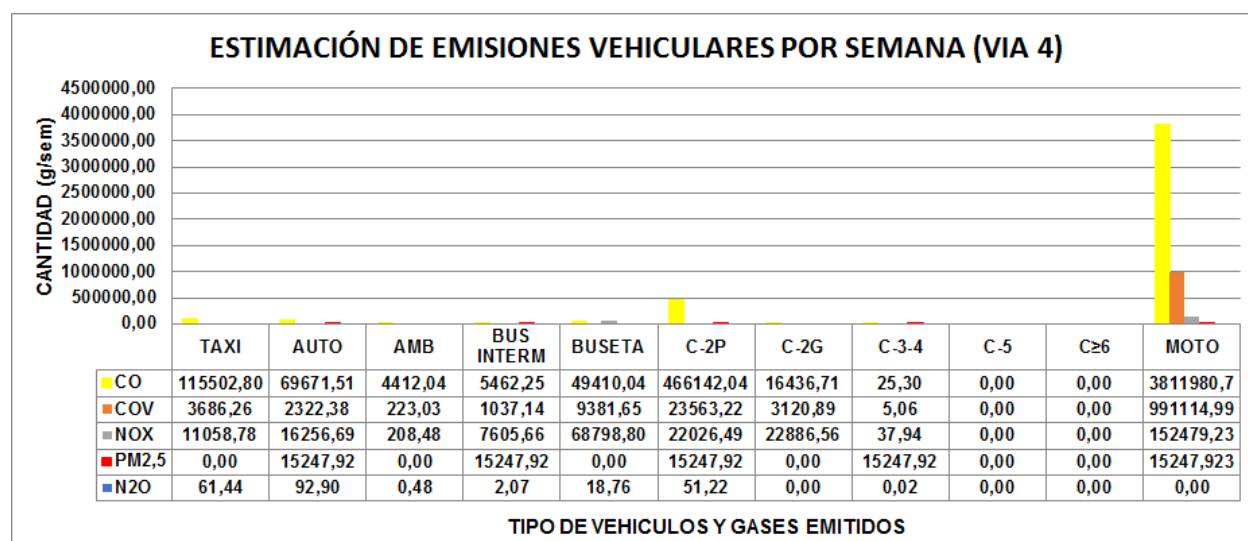 ESTIMACIÓN DE EMISIONES VEHICULARES POR SEMANA (VIA 4)
CANTIDAD (g/sem)
4500000,00
4000000,00
3500000,00
3000000,00
2500000,00
2000000,00
1500000,00
1000000,00
500000,00
0,00
TAXI AUTO AMB BUS INTERM BUSETA C-2P C-2G C-3-4 C-5 C≥6 MOTO
CO 115502,80 69671,51 4412,04 5462,25 49410,04 466142,04 16436,71 25,30 0,00 0,00 3811980,7
COV 3686,26 2322,38 223,03 1037,14 9381,65 23563,22 3120,89 5,06 0,00 0,00 991114,99
NOX 11058,78 16256,69 208,48 7605,66 68798,80 22026,49 22886,56 37,94 0,00 0,00 152479,23
PM2,5 0,00 15247,92 0,00 15247,92 0,00 15247,92 0,00 15247,92 0,00 0,00 15247,923
N2O 61,44 92,90 0,48 2,07 18,76 51,22 0,00 0,02 0,00 0,00 0,00
TIPO DE VEHICULOS Y GASES EMITIDOS